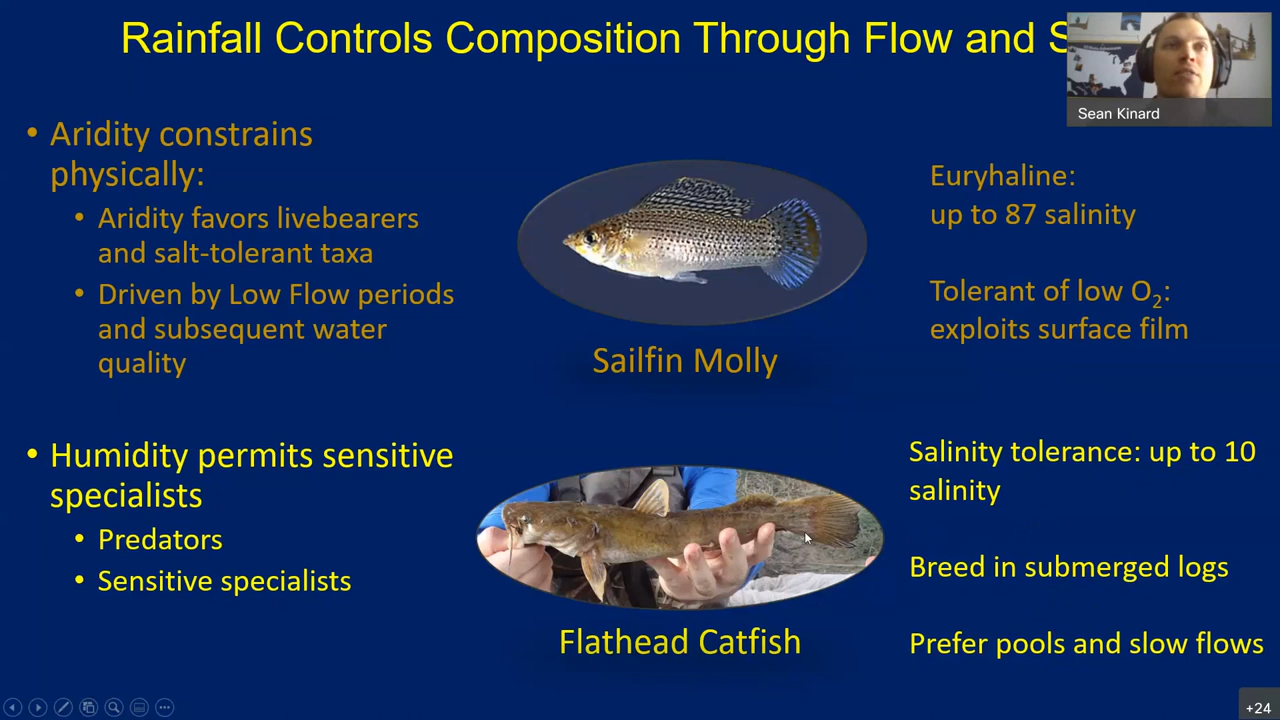 Rainfall Controls Composition Through Flow and
Sean Kinard
• Aridity constrains
physically:
• Aridity favors livebearers
and salt-tolerant taxa
• Driven by Low Flow periods
and subsequent water
quality
Sailfin Molly
Euryhaline:
up to 87 salinity
Tolerant of low O₂:
exploits surface film
• Humidity permits sensitive
specialists
• Predators
• Sensitive specialists
Flathead Catfish
Salinity tolerance: up to 10
salinity
Breed in submerged logs
Prefer pools and slow flows
+24